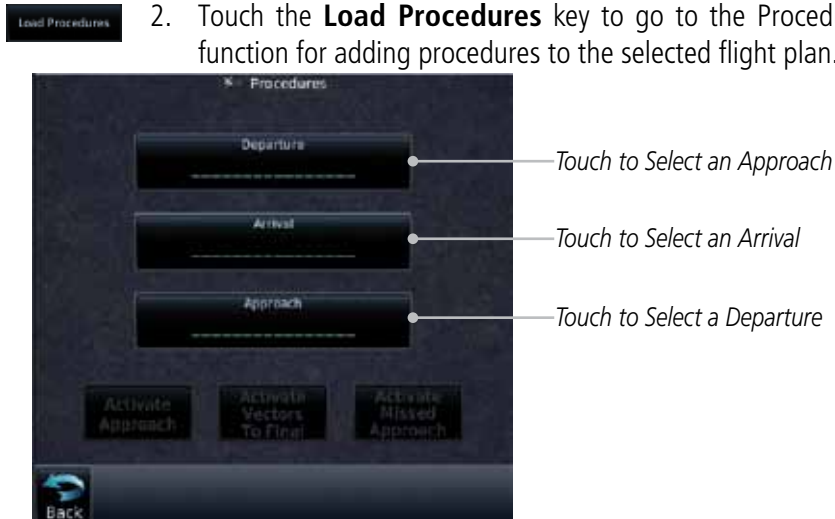 Load Procedures
2. Touch the Load Procedures key to go to the Proced
function for adding procedures to the selected flight plan.
Procedures
Departure
Touch to Select an Approach
Arrival
Touch to Select an Arrival
Approach
Touch to Select a Departure
Activate Approach
Activate Vectors To Final
Activate Missed Approach
Back